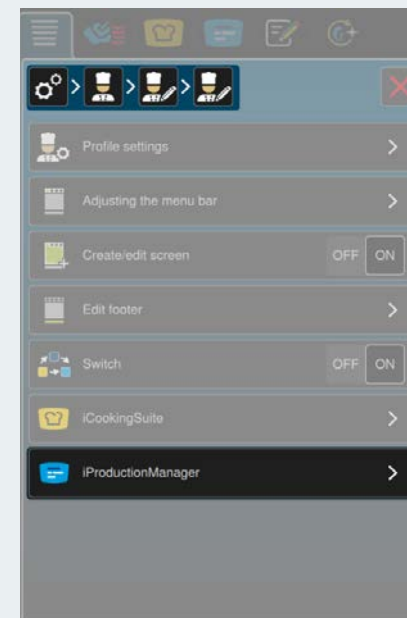 Profile settings
Adjusting the menu bar
Create/edit screen
OFF ON
Edit footer
Switch
OFF ON
iCookingSuite
iProductionManager